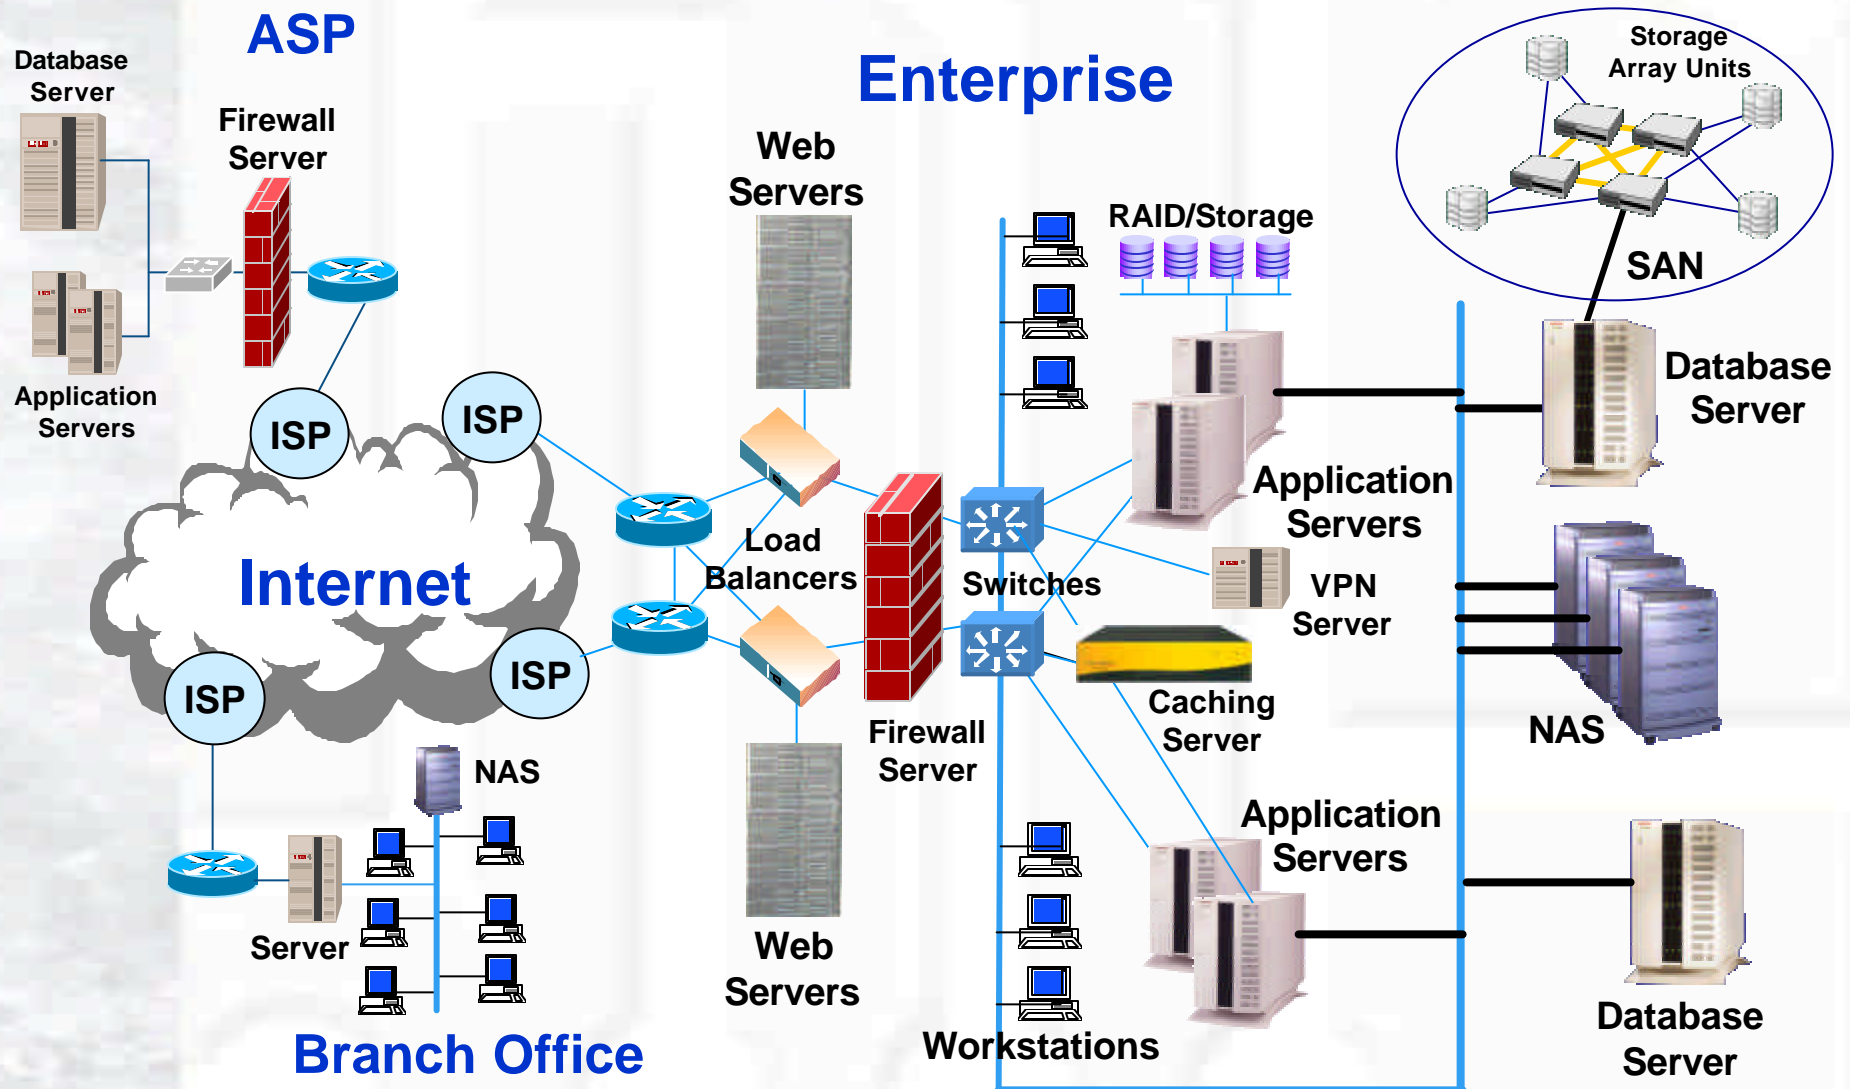 ASP
Database
Server
Firewall
Server
Application
Servers
Enterprise
Web
Servers
Storage
Array Units
RAID/Storage
SAN
Database
Server
ISP
ISP
Internet
ISP
ISP
Load
Balancers
Application
Servers
Switches
VPN
Server
Caching
Server
Firewall
Server
NAS
NAS
Server
Branch Office
Web
Servers
Application
Servers
Workstations
Database
Server